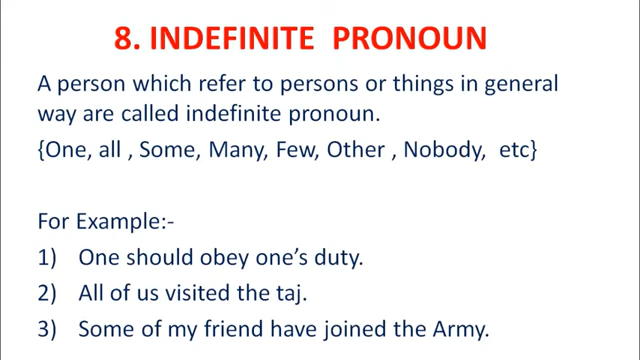 8. INDEFINITE PRONOUN
A person which refer to persons or things in general
way are called indefinite pronoun.
{One, all , Some, Many, Few, Other , Nobody, etc}
For Example:-
1) One should obey one's duty.
2) All of us visited the taj.
3) Some of my friend have joined the Army.